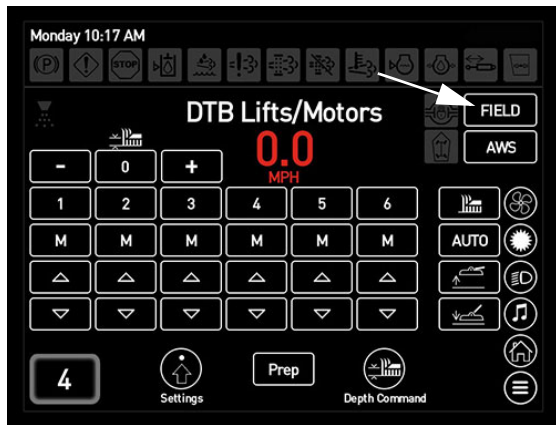 Monday 10:17 AM
(P) STOP
DTB Lifts/Motors
FIELD
0.0
MPH
AWS
- 0 +
1 2 3 4 5 6
M M M M M M AUTO
4
Settings
Prep
Depth Command